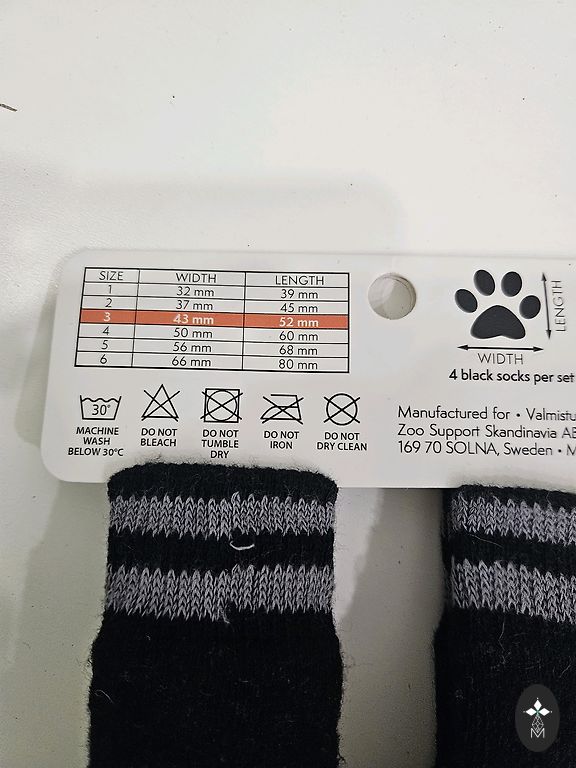 SIZE WIDTH LENGTH
1 32 mm 39 mm
2 37 mm 45 mm
3 43 mm 52 mm
4 50 mm 60 mm
5 56 mm 68 mm
6 66 mm 80 mm
LENGTH
WIDTH
4 black socks per set
30°
MACHINE WASH BELOW 30°C
DO NOT BLEACH
DO NOT TUMBLE DRY
DO NOT IRON
DO NOT DRY CLEAN
Manufactured for • Valmistu
Zoo Support Skandinavia AB
169 70 SOLNA, Sweden • M
M